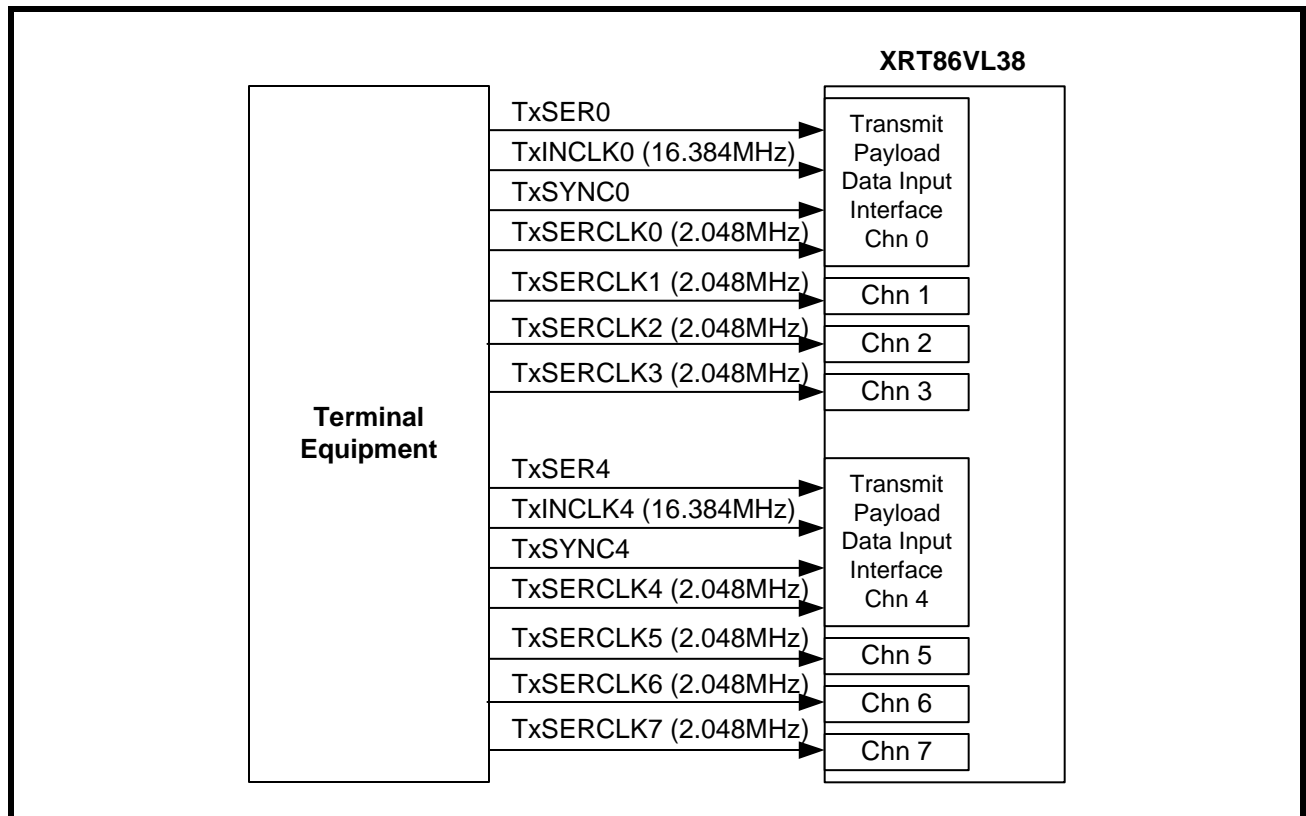 XRT86VL38
Terminal
Equipment
TxSER0
TxINCLK0 (16.384MHz)
TxSYNC0
TxSERCLK0 (2.048MHz)
TxSERCLK1 (2.048MHz)
TxSERCLK2 (2.048MHz)
TxSERCLK3 (2.048MHz)
TxSER4
TxINCLK4 (16.384MHz)
TxSYNC4
TxSERCLK4 (2.048MHz)
TxSERCLK5 (2.048MHz)
TxSERCLK6 (2.048MHz)
TxSERCLK7 (2.048MHz)
Transmit
Payload
Data Input
Interface
Chn 0
Chn 1
Chn 2
Chn 3
Transmit
Payload
Data Input
Interface
Chn 4
Chn 5
Chn 6
Chn 7